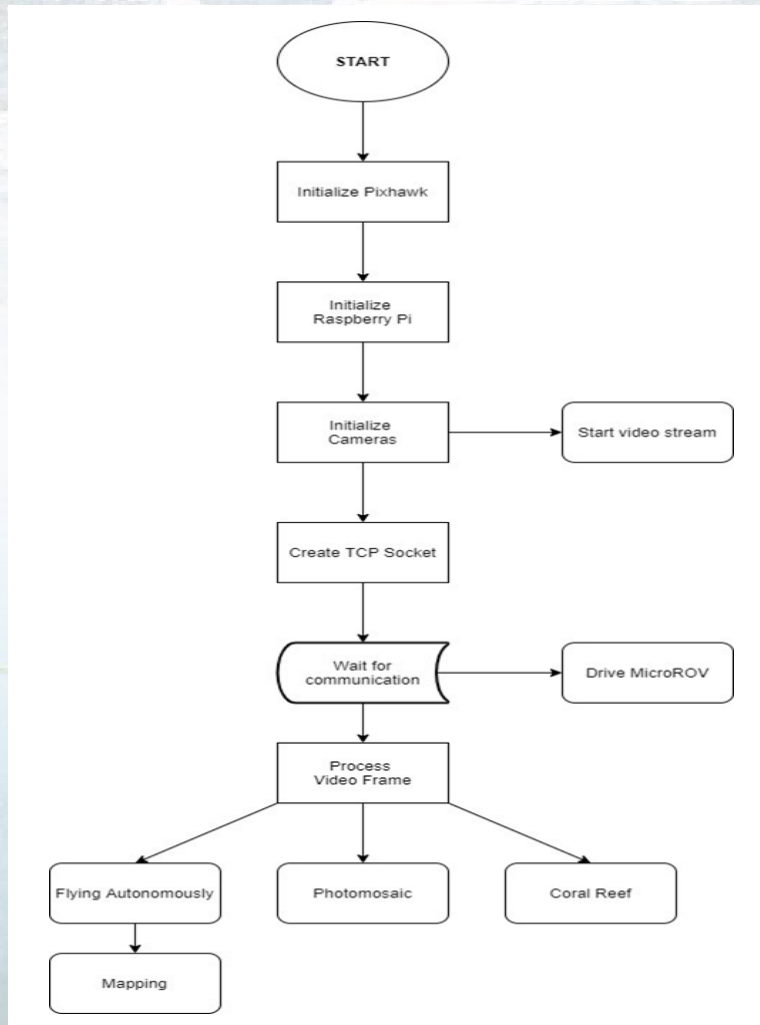 START
Initialize Pixhawk
Initialize
Raspberry Pi
Initialize
Cameras
Start video stream
Create TCP Socket
Wait for
communication
Drive MicroROV
Process
Video Frame
Flying Autonomously
Photomosaic
Coral Reef
Mapping